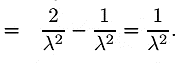 = 2/λ² − 1/λ² = 1/λ².